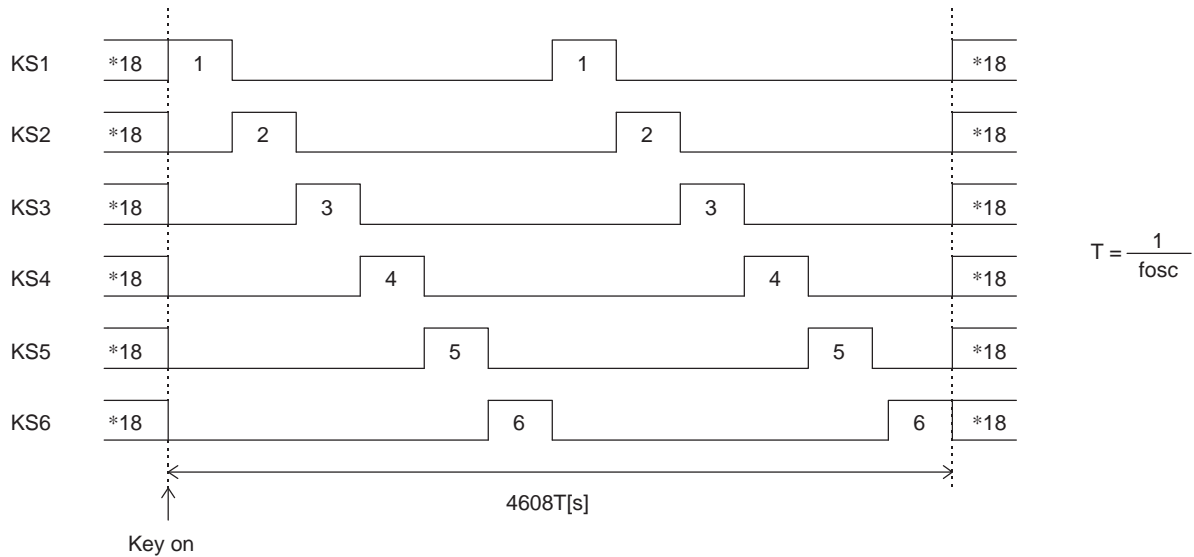 KS1 *18 1 1 *18
KS2 *18 2 2 *18
KS3 *18 3 3 *18
T = 1 / fosc
KS4 *18 4 4 *18
KS5 *18 5 5 *18
KS6 *18 6 6 *18
4608T[s]
Key on